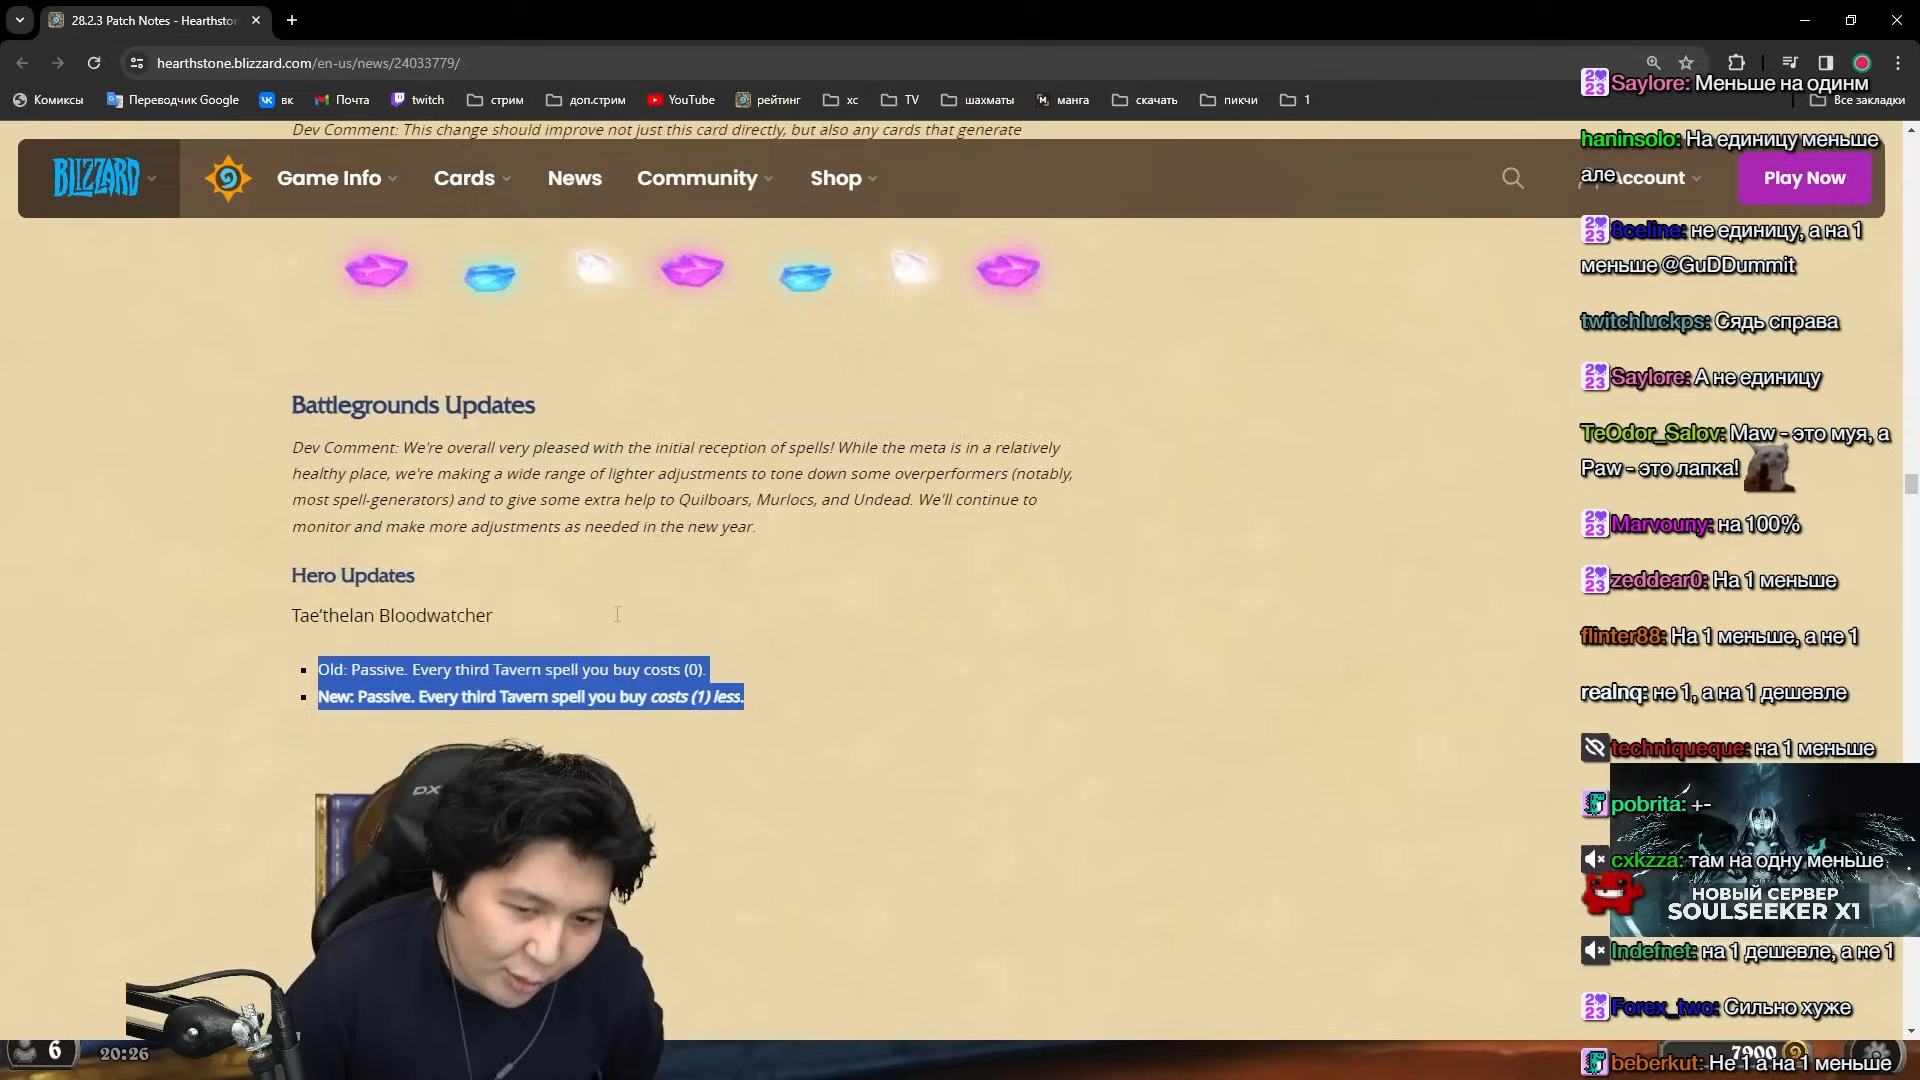 28.2.3 Patch Notes - Hearthsto
hearthstone.blizzard.com/en-us/news/24033779/
Комиксы
Переводчик Google
вк
Почта
twitch
стрим
доп.стрим
YouTube
рейтинг
хс
TV
шахматы
манга
скачать
пикчи
1
Все закладки
Dev Comment: This change should improve not just this card directly, but also any cards that generate
BLIZZARD
Game Info
Cards
News
Community
Shop
Account
Play Now
Battlegrounds Updates
Dev Comment: We're overall very pleased with the initial reception of spells! While the meta is in a relatively
healthy place, we're making a wide range of lighter adjustments to tone down some overperformers (notably,
most spell-generators) and to give some extra help to Quilboars, Murlocs, and Undead. We'll continue to
monitor and make more adjustments as needed in the new year.
Hero Updates
Tae'thelan Bloodwatcher
Old: Passive. Every third Tavern spell you buy costs (0).
New: Passive. Every third Tavern spell you buy costs (1) less.
DX
6
20:26
7900
Saylore: Меньше на одинм
haninsolo: На единицу меньше
але
8celine: не единицу, а на 1
меньше @GuDDummit
twitchluckps: Сядь справа
Saylore: А не единицу
TeOdor_Salov: Maw - это муя, а
Paw - это лапка!
Marvouny: на 100%
zeddear0: На 1 меньше
flinter88: На 1 меньше, а не 1
realnq: не 1, а на 1 дешевле
techniqueque: на 1 меньше
pobrita: +-
cxkzza: там на одну меньше
НОВЫЙ СЕРВЕР
SOULSEEKER X1
Indefnet: на 1 дешевле, а не 1
Forex_two: Сильно хуже
beberkut: Не 1 а на 1 меньше